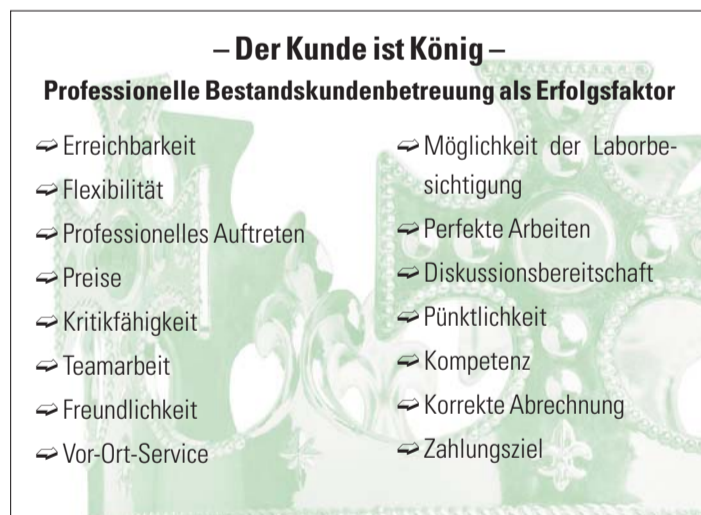 – Der Kunde ist König –
Professionelle Bestandskundenbetreuung als Erfolgsfaktor
➫ Erreichbarkeit
➫ Flexibilität
➫ Professionelles Auftreten
➫ Preise
➫ Kritikfähigkeit
➫ Teamarbeit
➫ Freundlichkeit
➫ Vor-Ort-Service
➫ Möglichkeit der Laborbe-
sichtigung
➫ Perfekte Arbeiten
➫ Diskussionsbereitschaft
➫ Pünktlichkeit
➫ Kompetenz
➫ Korrekte Abrechnung
➫ Zahlungsziel